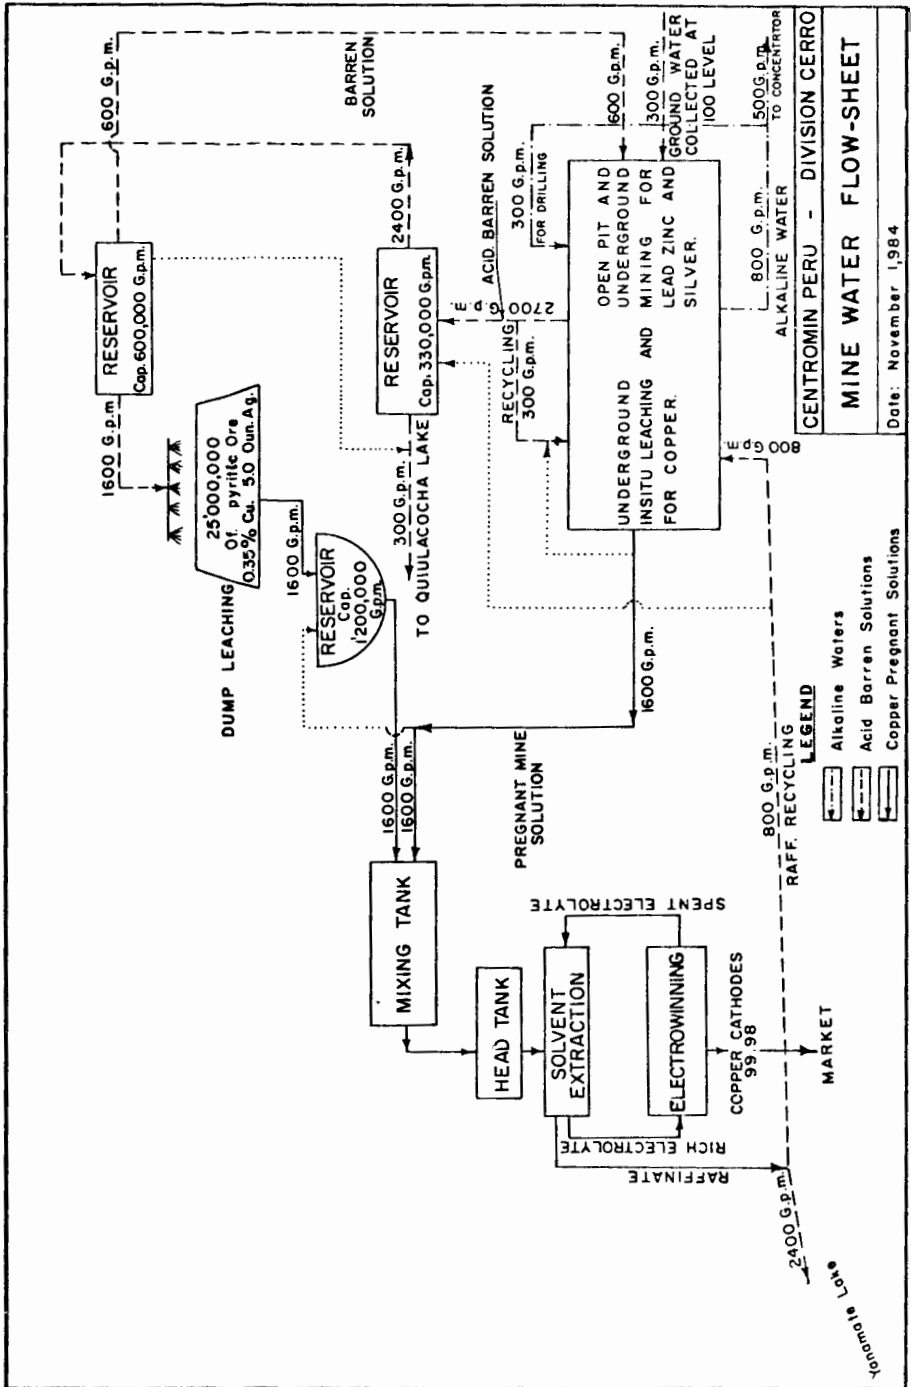 600 G.p.m.
BARREN
SOLUTION
RESERVOIR
Cap. 600,000 G.p.m.
1600 G.p.m.
25'000,000
Of. pyritic Ore
0.35% Cu. 5.0 Oun. Ag.
DUMP LEACHING
1600 G.p.m.
RESERVOIR
Cap.
1'200,000
G.p.m.
2400 G.p.m.
RESERVOIR
Cap. 330,000 G.p.m.
300 G.p.m.
TO QUIULACOCHA LAKE
ACID BARREN SOLUTION
2700 G.p.m.
RECYCLING
300 G.p.m.
300 G.p.m.
FOR DRILLING
600 G.p.m.
300 G.p.m.
GROUND WATER
COLLECTED AT
100 LEVEL
500 G.p.m.
TO CONCENTRTOR
800 G.p.m.
ALKALINE WATER
OPEN PIT AND
UNDERGROUND
MINING FOR
LEAD ZINC AND
SILVER.
UNDERGROUND
INSITU LEACHING AND
FOR COPPER.
800 G.p.m.
1600 G.p.m.
PREGNANT MINE
SOLUTION
1600 G.p.m.
1600 G.p.m.
MIXING TANK
HEAD TANK
SOLVENT
EXTRACTION
SPENT ELECTROLYTE
ELECTROWINNING
RICH ELECTROLYTE
RAFFINATE
COPPER CATHODES
99.98
MARKET
800 G.p.m.
RAFF. RECYCLING
2400 G.p.m.
Yanamate Lake
LEGEND
Alkaline Waters
Acid Barren Solutions
Copper Pregnant Solutions
CENTROMIN PERU - DIVISION CERRO
MINE WATER FLOW-SHEET
Date: November 1,984